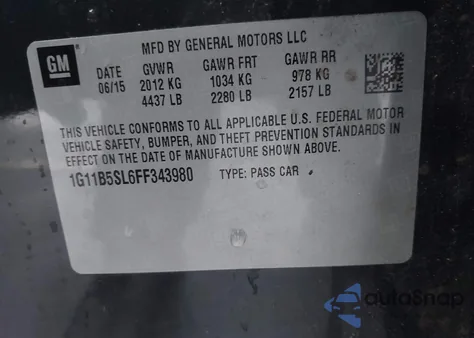 GM
MFD BY GENERAL MOTORS LLC
DATE GVWR GAWR FRT GAWR RR
06/15 2012 KG 1034 KG 978 KG
4437 LB 2280 LB 2157 LB
THIS VEHICLE CONFORMS TO ALL APPLICABLE U.S. FEDERAL MOTOR
VEHICLE SAFETY, BUMPER, AND THEFT PREVENTION STANDARDS IN
EFFECT ON THE DATE OF MANUFACTURE SHOWN ABOVE.
1G11B5SL6FF343980 TYPE: PASS CAR
autoSnap